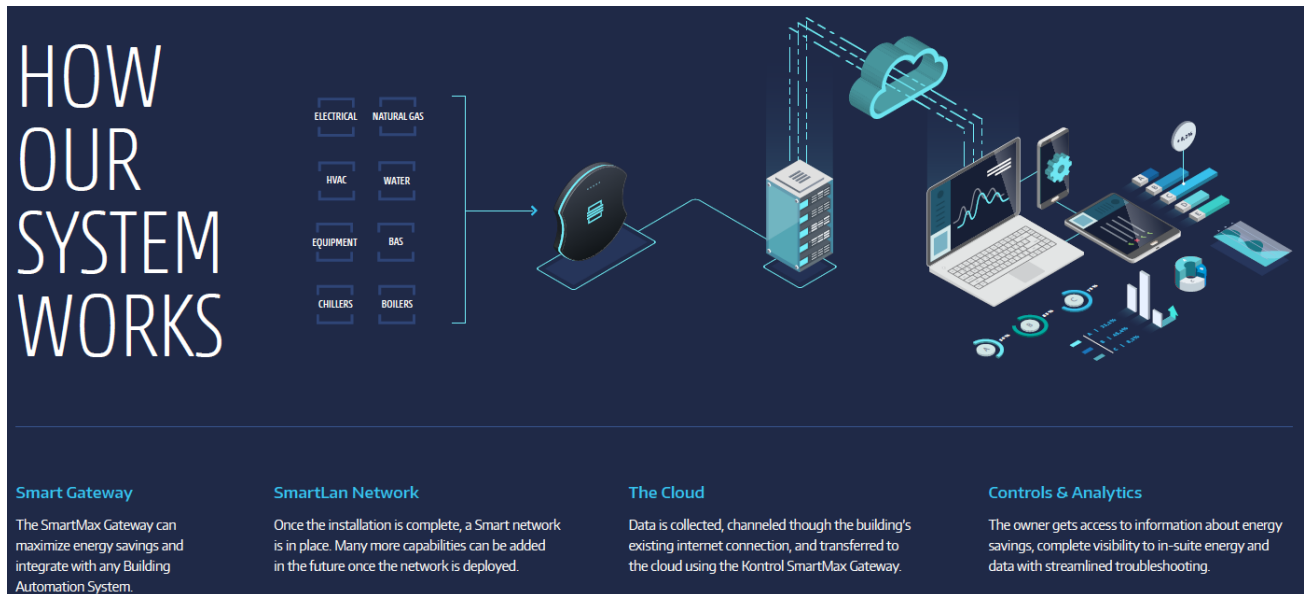 HOW
OUR
SYSTEM
WORKS
ELECTRICAL NATURAL GAS
HVAC WATER
EQUIPMENT BAS
CHILLERS BOILERS
Smart Gateway
The SmartMax Gateway can
maximize energy savings and
integrate with any Building
Automation System.
SmartLan Network
Once the installation is complete, a Smart network
is in place. Many more capabilities can be added
in the future once the network is deployed.
The Cloud
Data is collected, channeled though the building's
existing internet connection, and transferred to
the cloud using the Kontrol SmartMax Gateway.
Controls & Analytics
The owner gets access to information about energy
savings, complete visibility to in-suite energy and
data with streamlined troubleshooting.